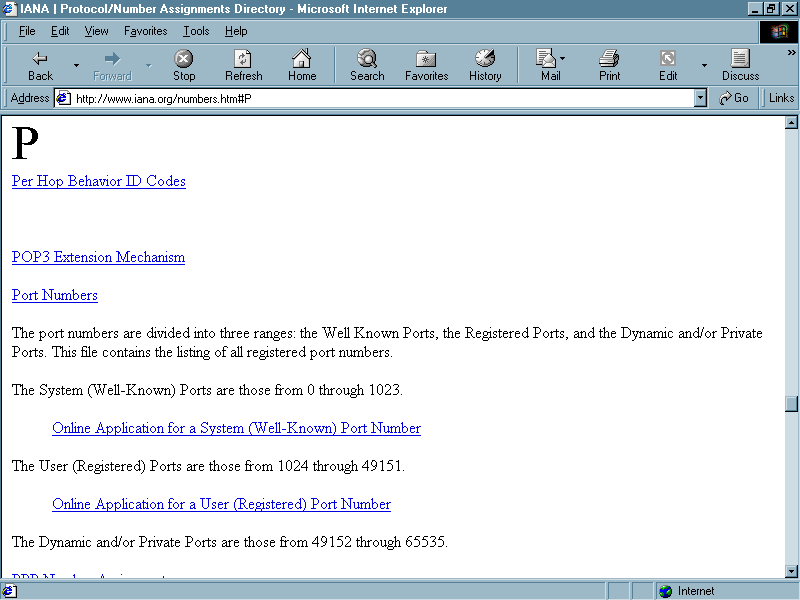 IANA | Protocol/Number Assignments Directory - Microsoft Internet Explorer
File Edit View Favorites Tools Help
Back Forward Stop Refresh Home Search Favorites History Mail Print Edit Discuss
Address http://www.iana.org/numbers.htm#P Go Links
P
Per Hop Behavior ID Codes
POP3 Extension Mechanism
Port Numbers
The port numbers are divided into three ranges: the Well Known Ports, the Registered Ports, and the Dynamic and/or Private
Ports. This file contains the listing of all registered port numbers.
The System (Well-Known) Ports are those from 0 through 1023.
Online Application for a System (Well-Known) Port Number
The User (Registered) Ports are those from 1024 through 49151.
Online Application for a User (Registered) Port Number
The Dynamic and/or Private Ports are those from 49152 through 65535.
Internet